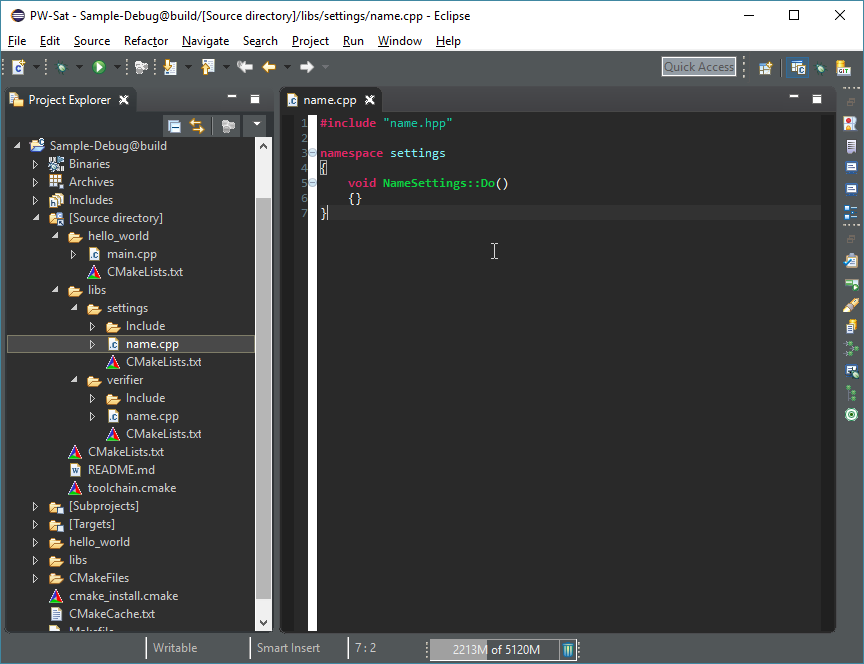 PW-Sat - Sample-Debug@build/[Source directory]/libs/settings/name.cpp - Eclipse
File Edit Source Refactor Navigate Search Project Run Window Help
Quick Access
Project Explorer
Sample-Debug@build
Binaries
Archives
Includes
[Source directory]
hello_world
main.cpp
CMakeLists.txt
libs
settings
Include
name.cpp
CMakeLists.txt
verifier
Include
name.cpp
CMakeLists.txt
CMakeLists.txt
README.md
toolchain.cmake
[Subprojects]
[Targets]
hello_world
libs
CMakeFiles
cmake_install.cmake
CMakeCache.txt
name.cpp
1 #include "name.hpp"
2
3 namespace settings
4 {
5 void NameSettings::Do()
6 {}
7 }
Writable Smart Insert 7 : 2 2213M of 5120M